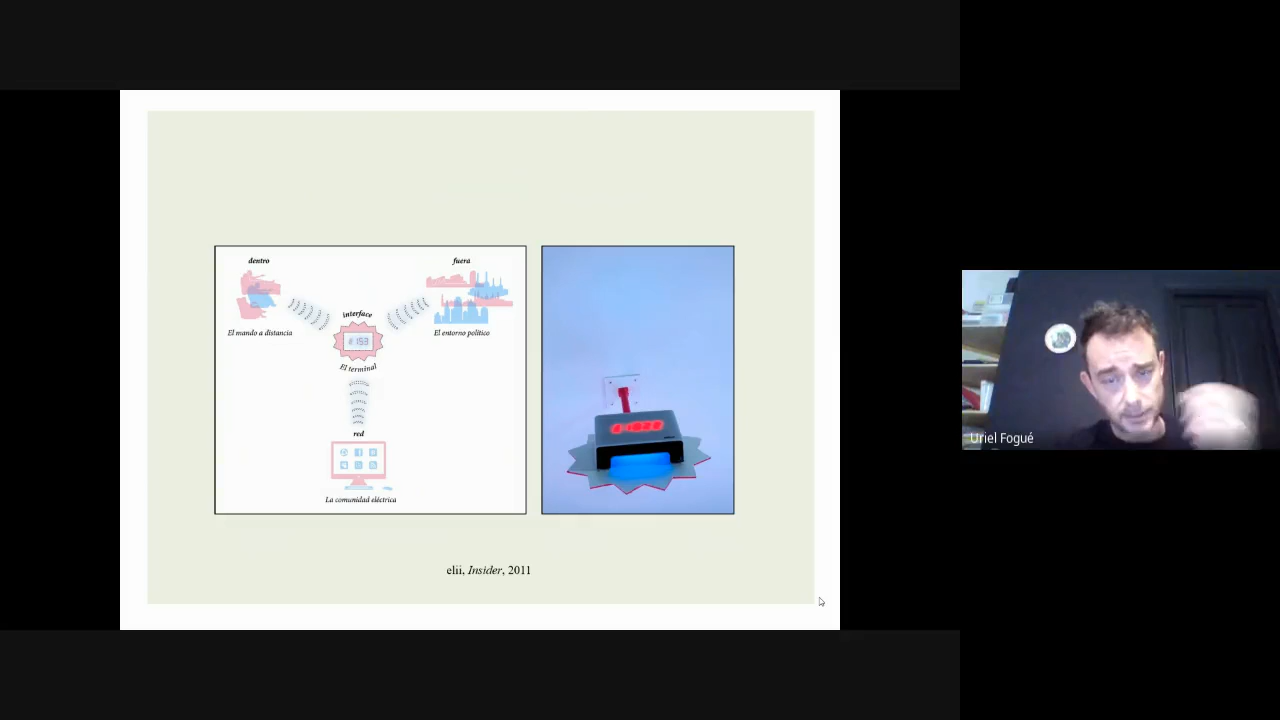 dentro
fuera
interface
El mando a distancia
El entorno político
El terminal
red
La comunidad eléctrica
elii, Insider, 2011
Uriel Fogué